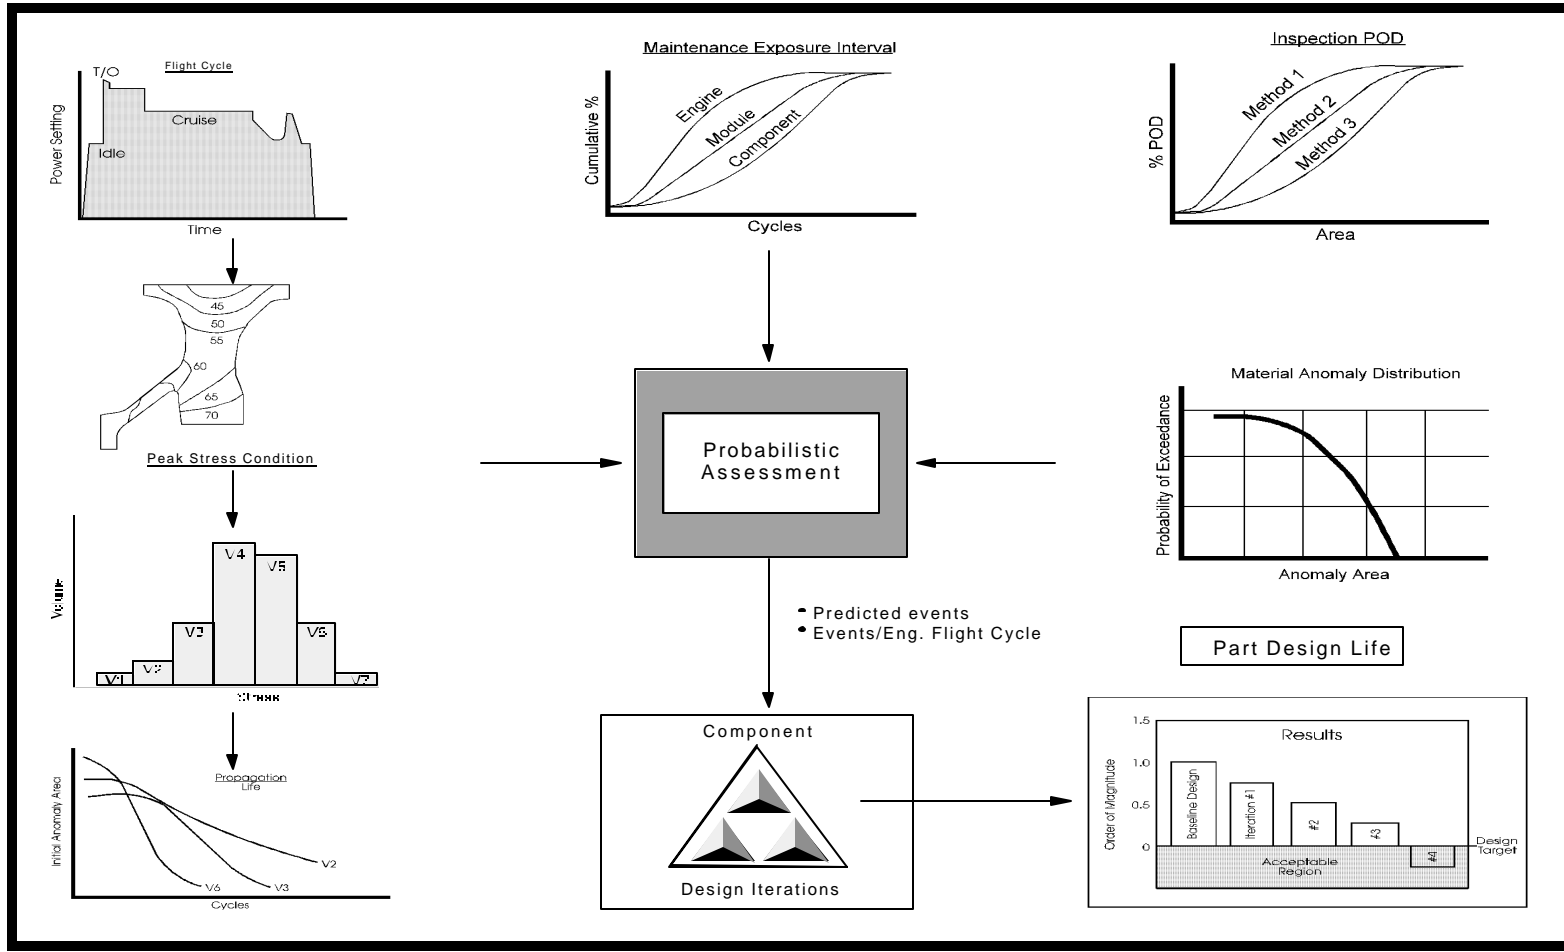 Flight Cycle
T/O
Idle
Cruise
Power Setting
Time
45
50
55
60
65
70
Peak Stress Condition
Volume
V1
V2
V3
V4
V5
V6
V7
Stress
Initial Anomaly Area
Propagation
Life
V6
V3
V2
Cycles
Maintenance Exposure Interval
Cumulative %
Engine
Module
Component
Cycles
Probabilistic
Assessment
• Predicted events
• Events/Eng. Flight Cycle
Component
Design Iterations
Inspection POD
% POD
Method 1
Method 2
Method 3
Area
Material Anomaly Distribution
Probability of Exceedance
Anomaly Area
Part Design Life
Results
Order of Magnitude
1.5
1.0
0.5
0
Baseline Design
Iteration #1
#2
#3
#4
Design
Target
Acceptable
Region